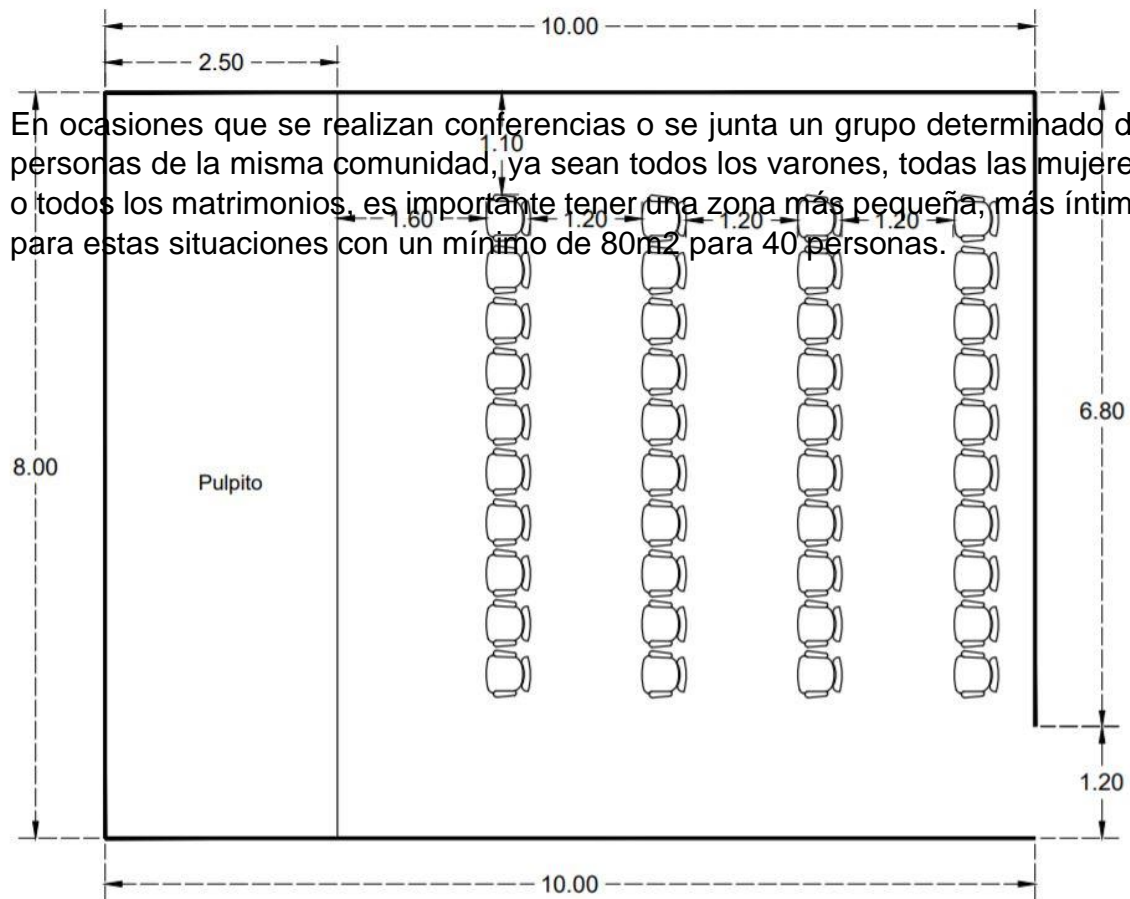 10.00
2.50
En ocasiones que se realizan conferencias o se junta un grupo determinado d
1.10
personas de la misma comunidad, ya sean todos los varones, todas las mujere
o todos los matrimonios, es importante tener una zona más pequeña, más íntim
1.60 1.20 1.20 1.20
para estas situaciones con un mínimo de 80m2 para 40 personas.
6.80
8.00
Pulpito
1.20
10.00